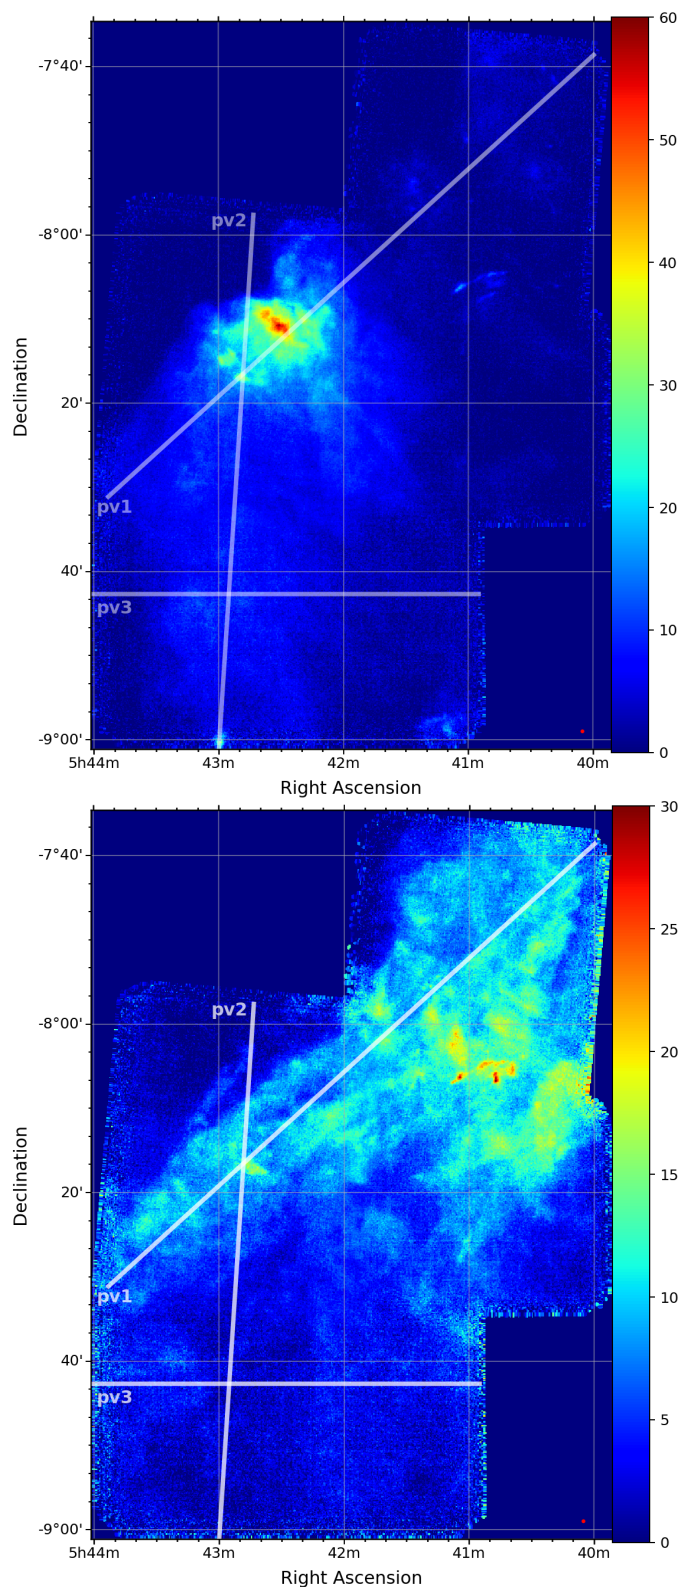 60
-7°40'
50
pv2
-8°00'
40
30
Declination
20'
20
pv1
40'
pv3
10
-9°00'
0
5h44m 43m 42m 41m 40m
Right Ascension
30
-7°40'
25
pv2
-8°00'
20
15
Declination
20'
pv1
10
40'
pv3
5
-9°00'
0
5h44m 43m 42m 41m 40m
Right Ascension